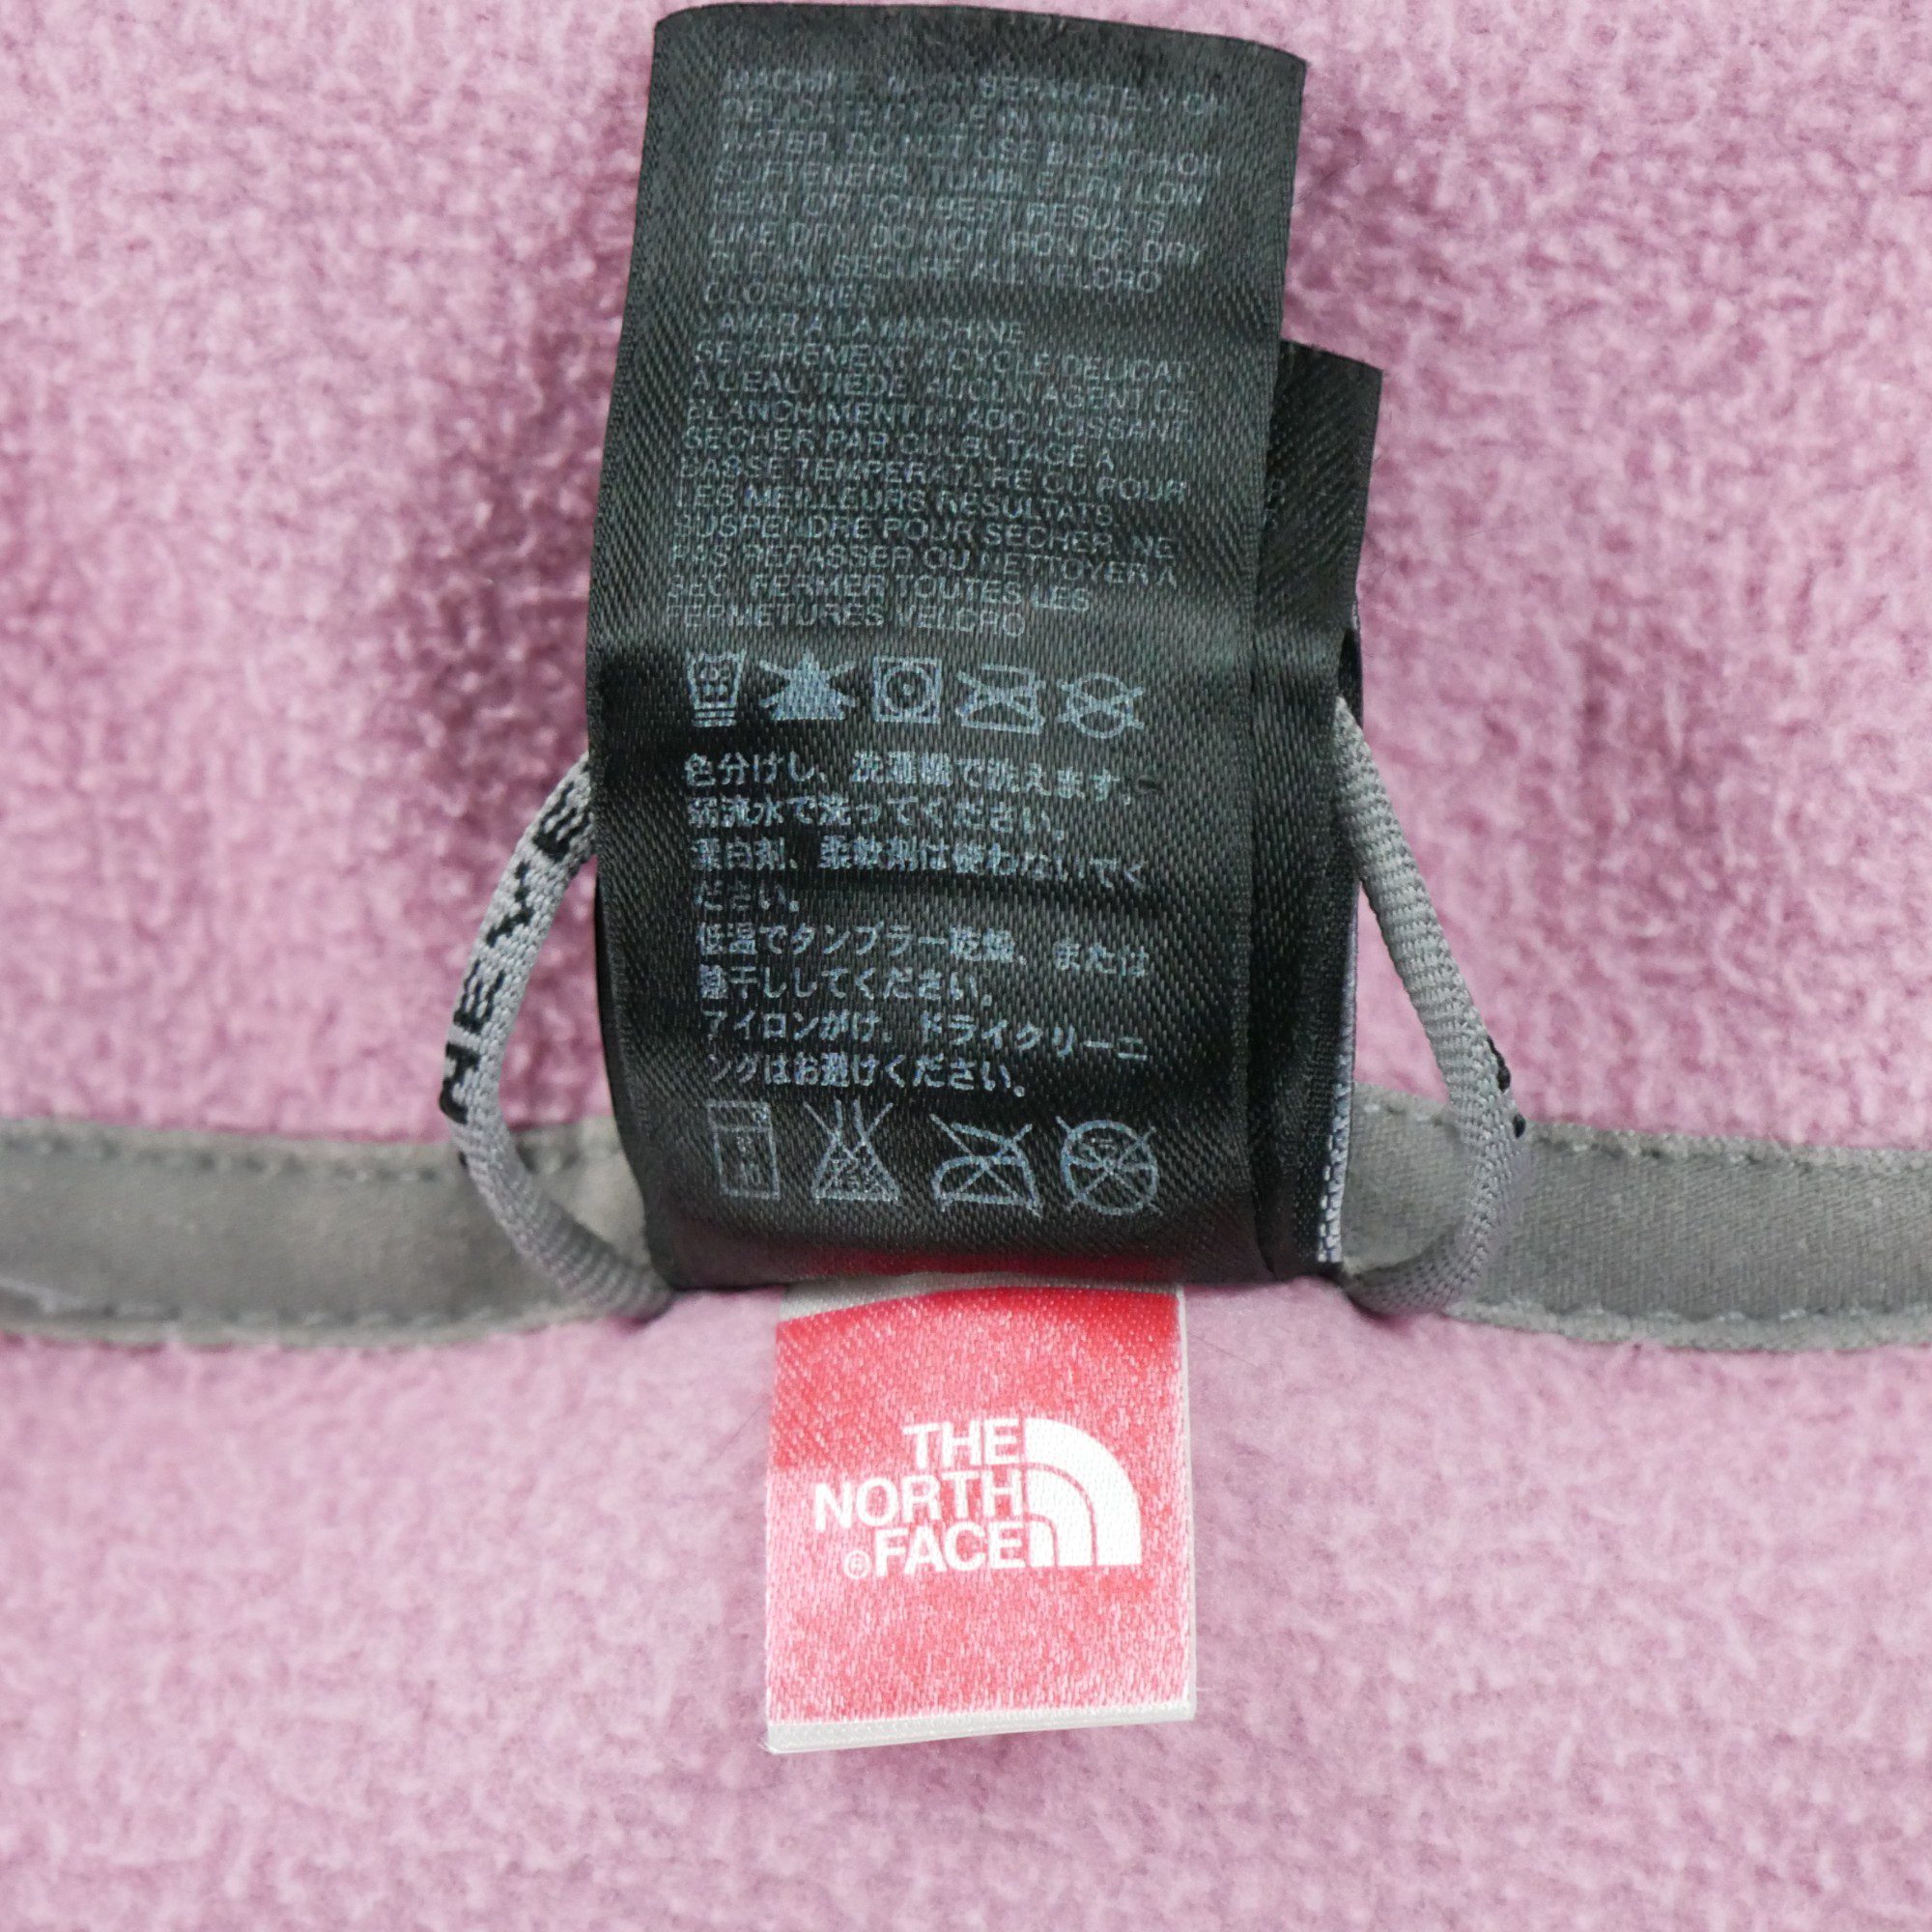 MACHINE WASH SEPARATELY ON
DELICATE CYCLE IN WARM
WATER. DO NOT USE BLEACH OR
SOFTENERS. TUMBLE DRY LOW
HEAT OR FOR BEST RESULTS
LINE DRY. DO NOT IRON OR DRY
CLEAN. SECURE ALL VELCRO
CLOSURES
LAVER A LA MACHINE
SEPAREMENT A CYCLE DELICAT
A L'EAU TIEDE, AUCUN AGENT DE
BLANCHIMENT NI ADOUCISSANT.
SECHER PAR CULBUTAGE A
BASSE TEMPERATURE OU POUR
LES MEILLEURS RESULTATS
SUSPENDRE POUR SECHER. NE
PAS REPASSER OU NETTOYER A
SEC. FERMER TOUTES LES
FERMETURES VELCRO
色分けし、洗濯機で洗えます。
弱流水で洗ってください。
漂白剤、柔軟剤は使わないでく
ださい。
低温でタンブラー乾燥、または
陰干ししてください。
アイロンがけ、ドライクリーニ
ングはお避けください。
THE
NORTH
®FACE